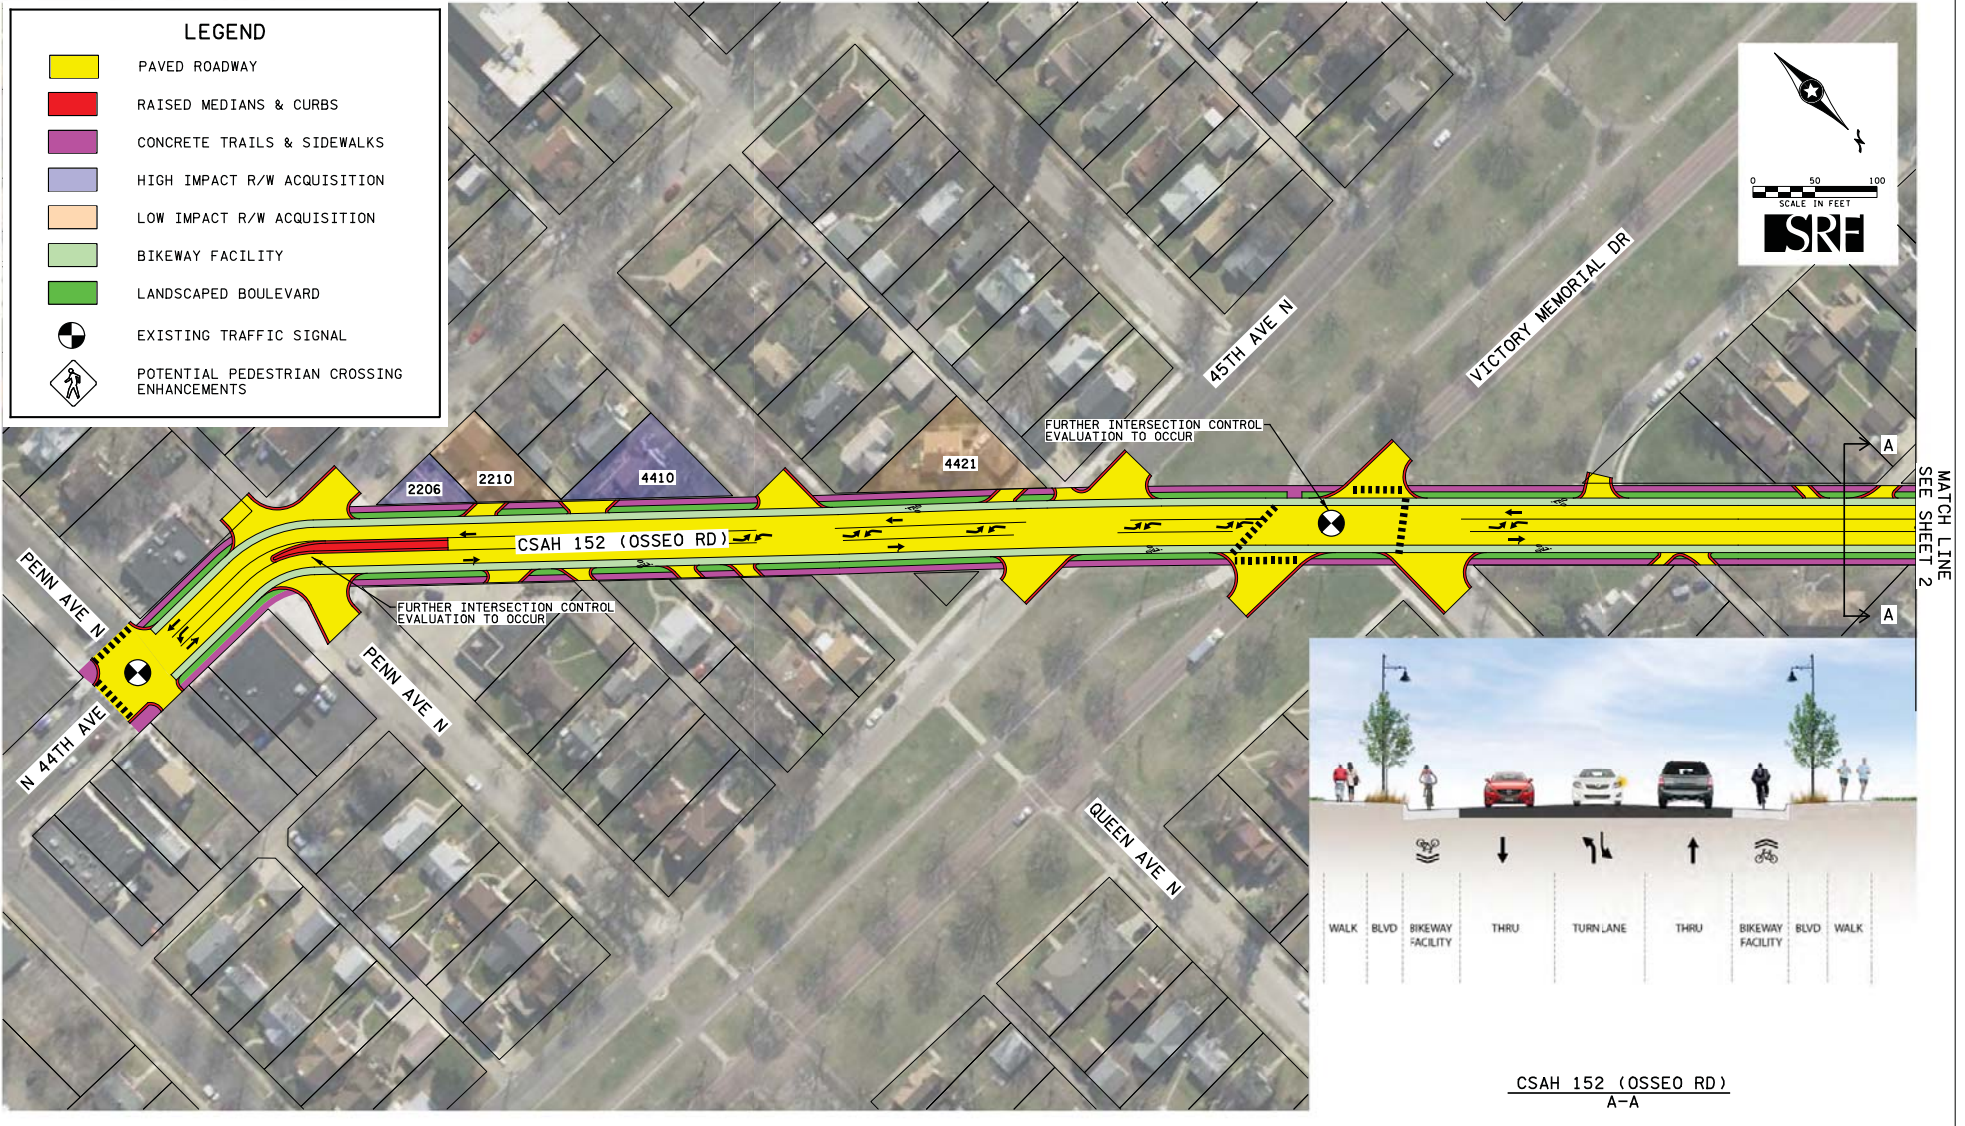 LEGEND
PAVED ROADWAY
RAISED MEDIANS & CURBS
CONCRETE TRAILS & SIDEWALKS
HIGH IMPACT R/W ACQUISITION
LOW IMPACT R/W ACQUISITION
BIKEWAY FACILITY
LANDSCAPED BOULEVARD
EXISTING TRAFFIC SIGNAL
POTENTIAL PEDESTRIAN CROSSING
ENHANCEMENTS
0 50 100
SCALE IN FEET
SRF
VICTORY MEMORIAL DR
45TH AVE N
FURTHER INTERSECTION CONTROL
EVALUATION TO OCCUR
2206
2210
4410
4421
A
MATCH LINE
SEE SHEET 2
CSAH 152 (OSSEO RD)
PENN AVE N
FURTHER INTERSECTION CONTROL
EVALUATION TO OCCUR
A
PENN AVE N
N 44TH AVE
QUEEN AVE N
WALK BLVD BIKEWAY THRU TURN LANE THRU BIKEWAY BLVD WALK
FACILITY FACILITY
CSAH 152 (OSSEO RD)
A-A